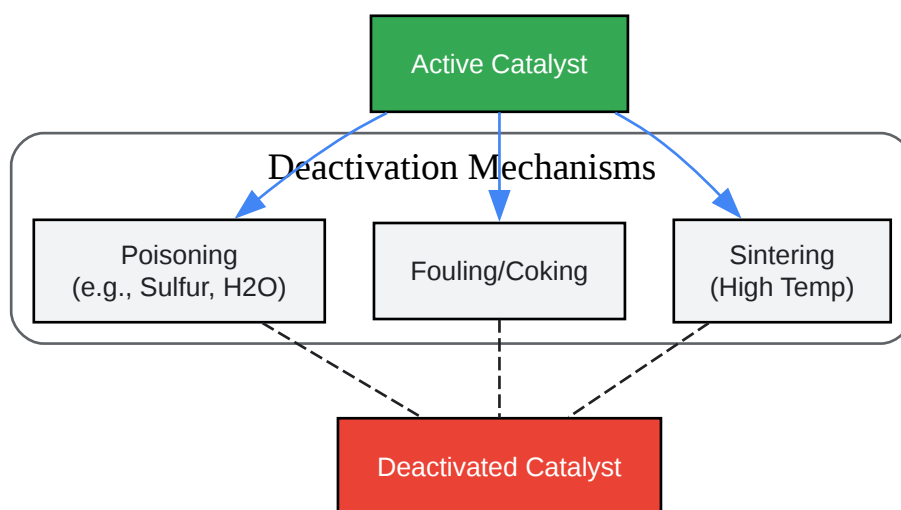 Active Catalyst
Deactivation Mechanisms
Poisoning
(e.g., Sulfur, H2O)
Fouling/Coking
Sintering
(High Temp)
Deactivated Catalyst